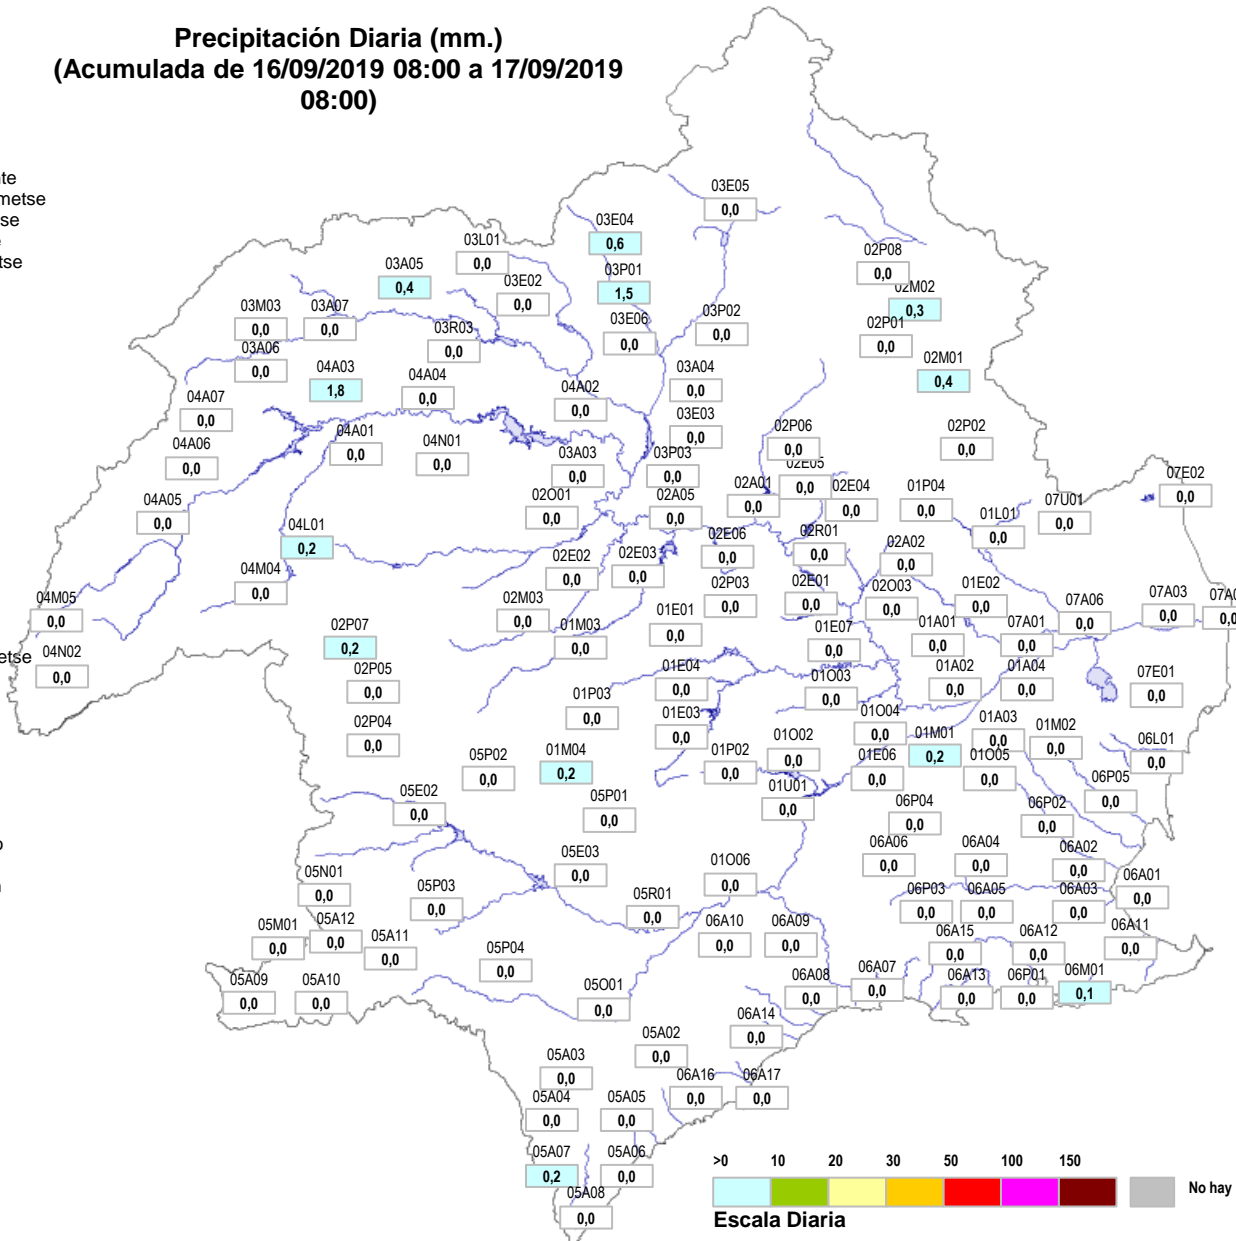 Precipitación Diaria (mm.)
(Acumulada de 16/09/2019 08:00 a 17/09/2019
08:00)
03E05
0,0
03E04
0,6
03L01
0,0
02P08
0,0
03A05
0,4
03P01
1,5
03E02
0,0
02M02
0,3
03M03
0,0
03A07
0,0
03P02
0,0
03E06
0,0
02P01
0,0
03R03
0,0
03A06
0,0
04A03
1,8
03A04
0,0
02M01
0,4
04A04
0,0
04A02
0,0
04A07
0,0
03E03
0,0
02P06
0,0
02P02
0,0
04A01
0,0
04A06
0,0
04N01
0,0
03A03
0,0
03P03
0,0
02E05
0,0
07E02
0,0
04A05
0,0
02O01
0,0
02A05
0,0
02A01
0,0
02E04
0,0
01P04
0,0
07U01
0,0
01L01
0,0
04L01
0,2
02E06
0,0
02R01
0,0
02A02
0,0
02E02
0,0
02E03
0,0
04M04
0,0
04M05
0,0
02M03
0,0
02P03
0,0
02E01
0,0
02O03
0,0
01E02
0,0
07A06
0,0
07A03
0,0
0,0
01E01
0,0
02P07
0,2
01M03
0,0
01E07
0,0
01A01
0,0
07A01
0,0
etse
04N02
0,0
02P05
0,0
01E04
0,0
01O03
0,0
01A02
0,0
01A04
0,0
07E01
0,0
01P03
0,0
02P04
0,0
01E03
0,0
01O04
0,0
01M01
0,2
01A03
0,0
01M02
0,0
06L01
0,0
05P02
0,0
01M04
0,2
01P02
0,0
01O02
0,0
01E06
0,0
01O05
0,0
05E02
0,0
05P01
0,0
01U01
0,0
06P04
0,0
06P02
0,0
06P05
0,0
05E03
0,0
01O06
0,0
06A06
0,0
06A04
0,0
06A02
0,0
05N01
0,0
05P03
0,0
05R01
0,0
06P03
0,0
06A05
0,0
06A03
0,0
06A01
0,0
05M01
0,0
05A12
0,0
05A11
0,0
06A10
0,0
06A09
0,0
06A15
0,0
06A12
0,0
06A11
0,0
05P04
0,0
05A09
0,0
05A10
0,0
05O01
0,0
06A08
0,0
06A07
0,0
06A13
0,0
06P01
0,0
06M01
0,1
06A14
0,0
05A02
0,0
05A03
0,0
06A16
0,0
06A17
0,0
05A04
0,0
05A05
0,0
05A07
0,2
05A06
0,0
05A08
0,0
>0 10 20 30 50 100 150
No hay
Escala Diaria